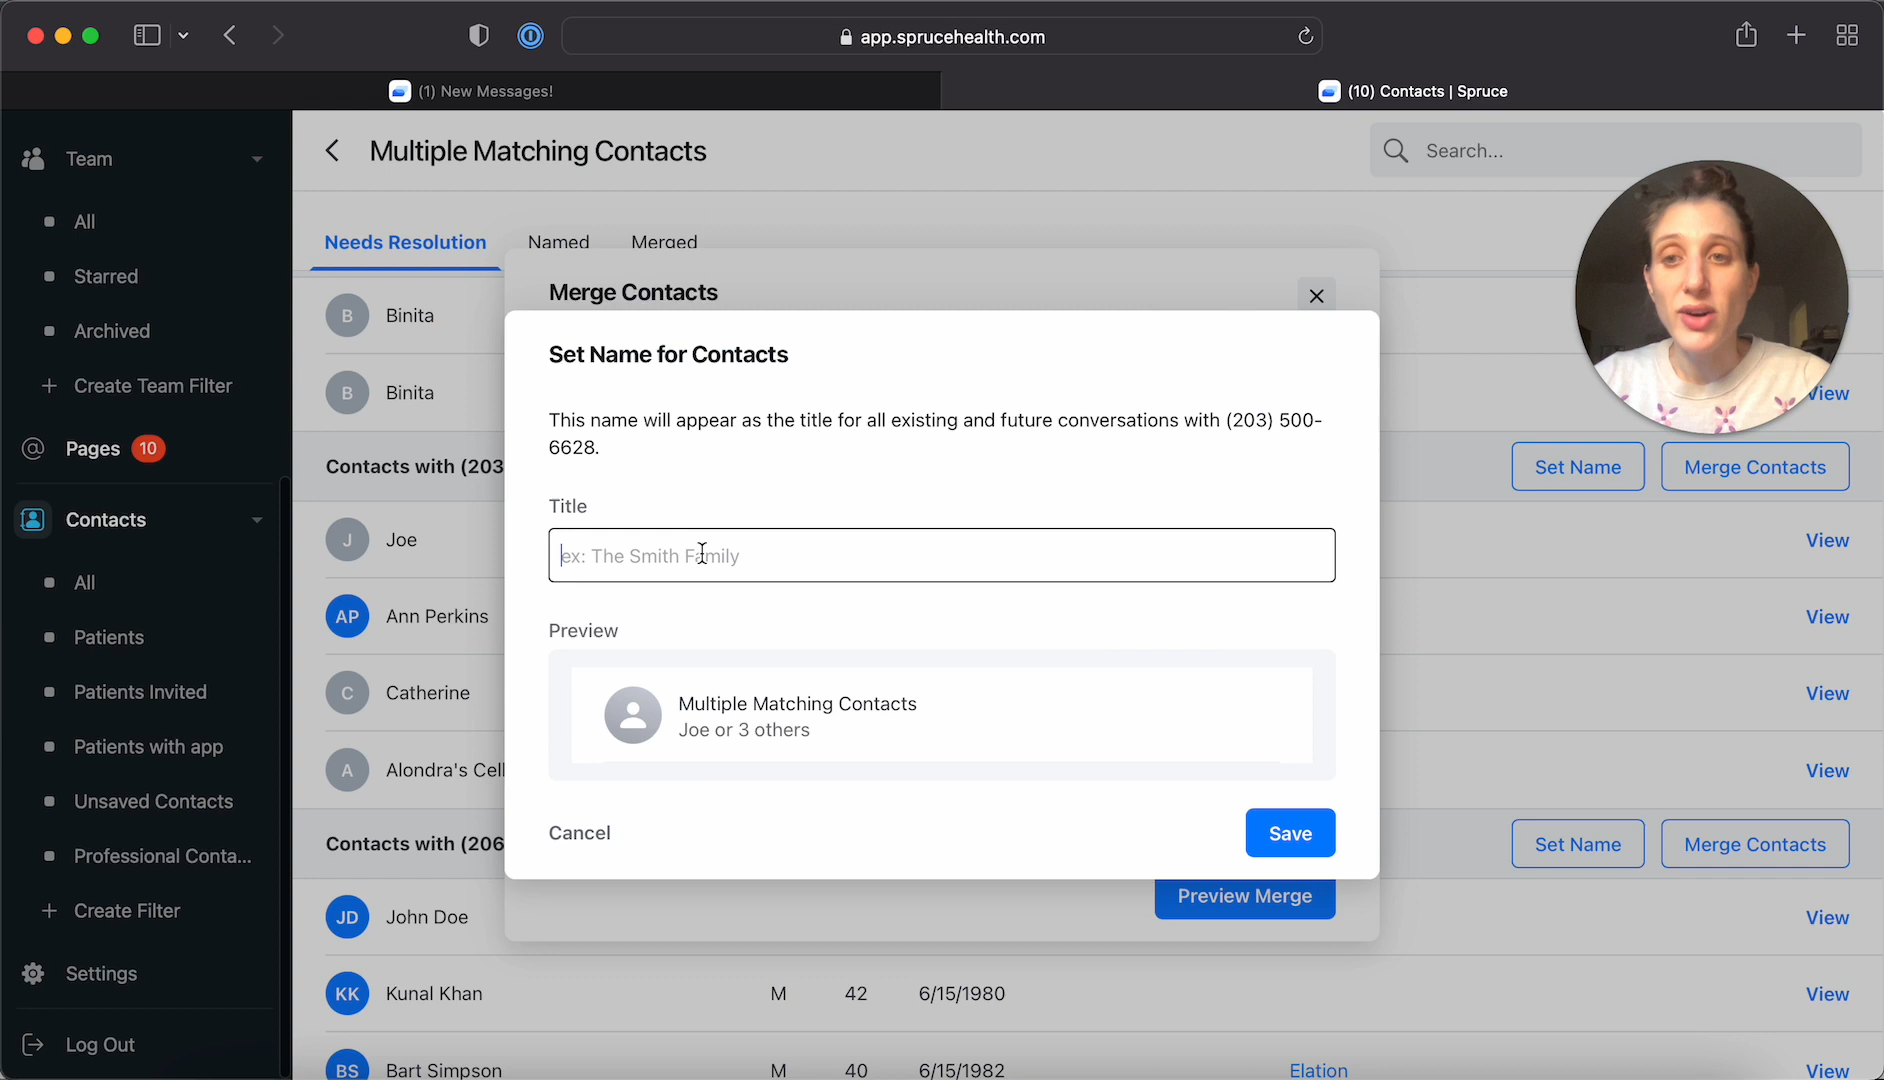 app.sprucehealth.com
(1) New Messages!
(10) Contacts | Spruce
Team
All
Starred
Archived
Create Team Filter
Pages 10
Contacts
All
Patients
Patients Invited
Patients with app
Unsaved Contacts
Professional Conta...
Create Filter
Settings
Log Out
Multiple Matching Contacts
Search...
Needs Resolution
Named
Merged
B Binita
B Binita
View
Contacts with (203
Set Name
Merge Contacts
J Joe
View
AP Ann Perkins
View
C Catherine
View
A Alondra's Cell
View
Contacts with (206
Set Name
Merge Contacts
JD John Doe
View
KK Kunal Khan M 42 6/15/1980
View
BS Bart Simpson M 40 6/15/1982 Elation
View
Merge Contacts
Set Name for Contacts
This name will appear as the title for all existing and future conversations with (203) 500-
6628.
Title
ex: The Smith Family
Preview
Multiple Matching Contacts
Joe or 3 others
Cancel
Save
Preview Merge